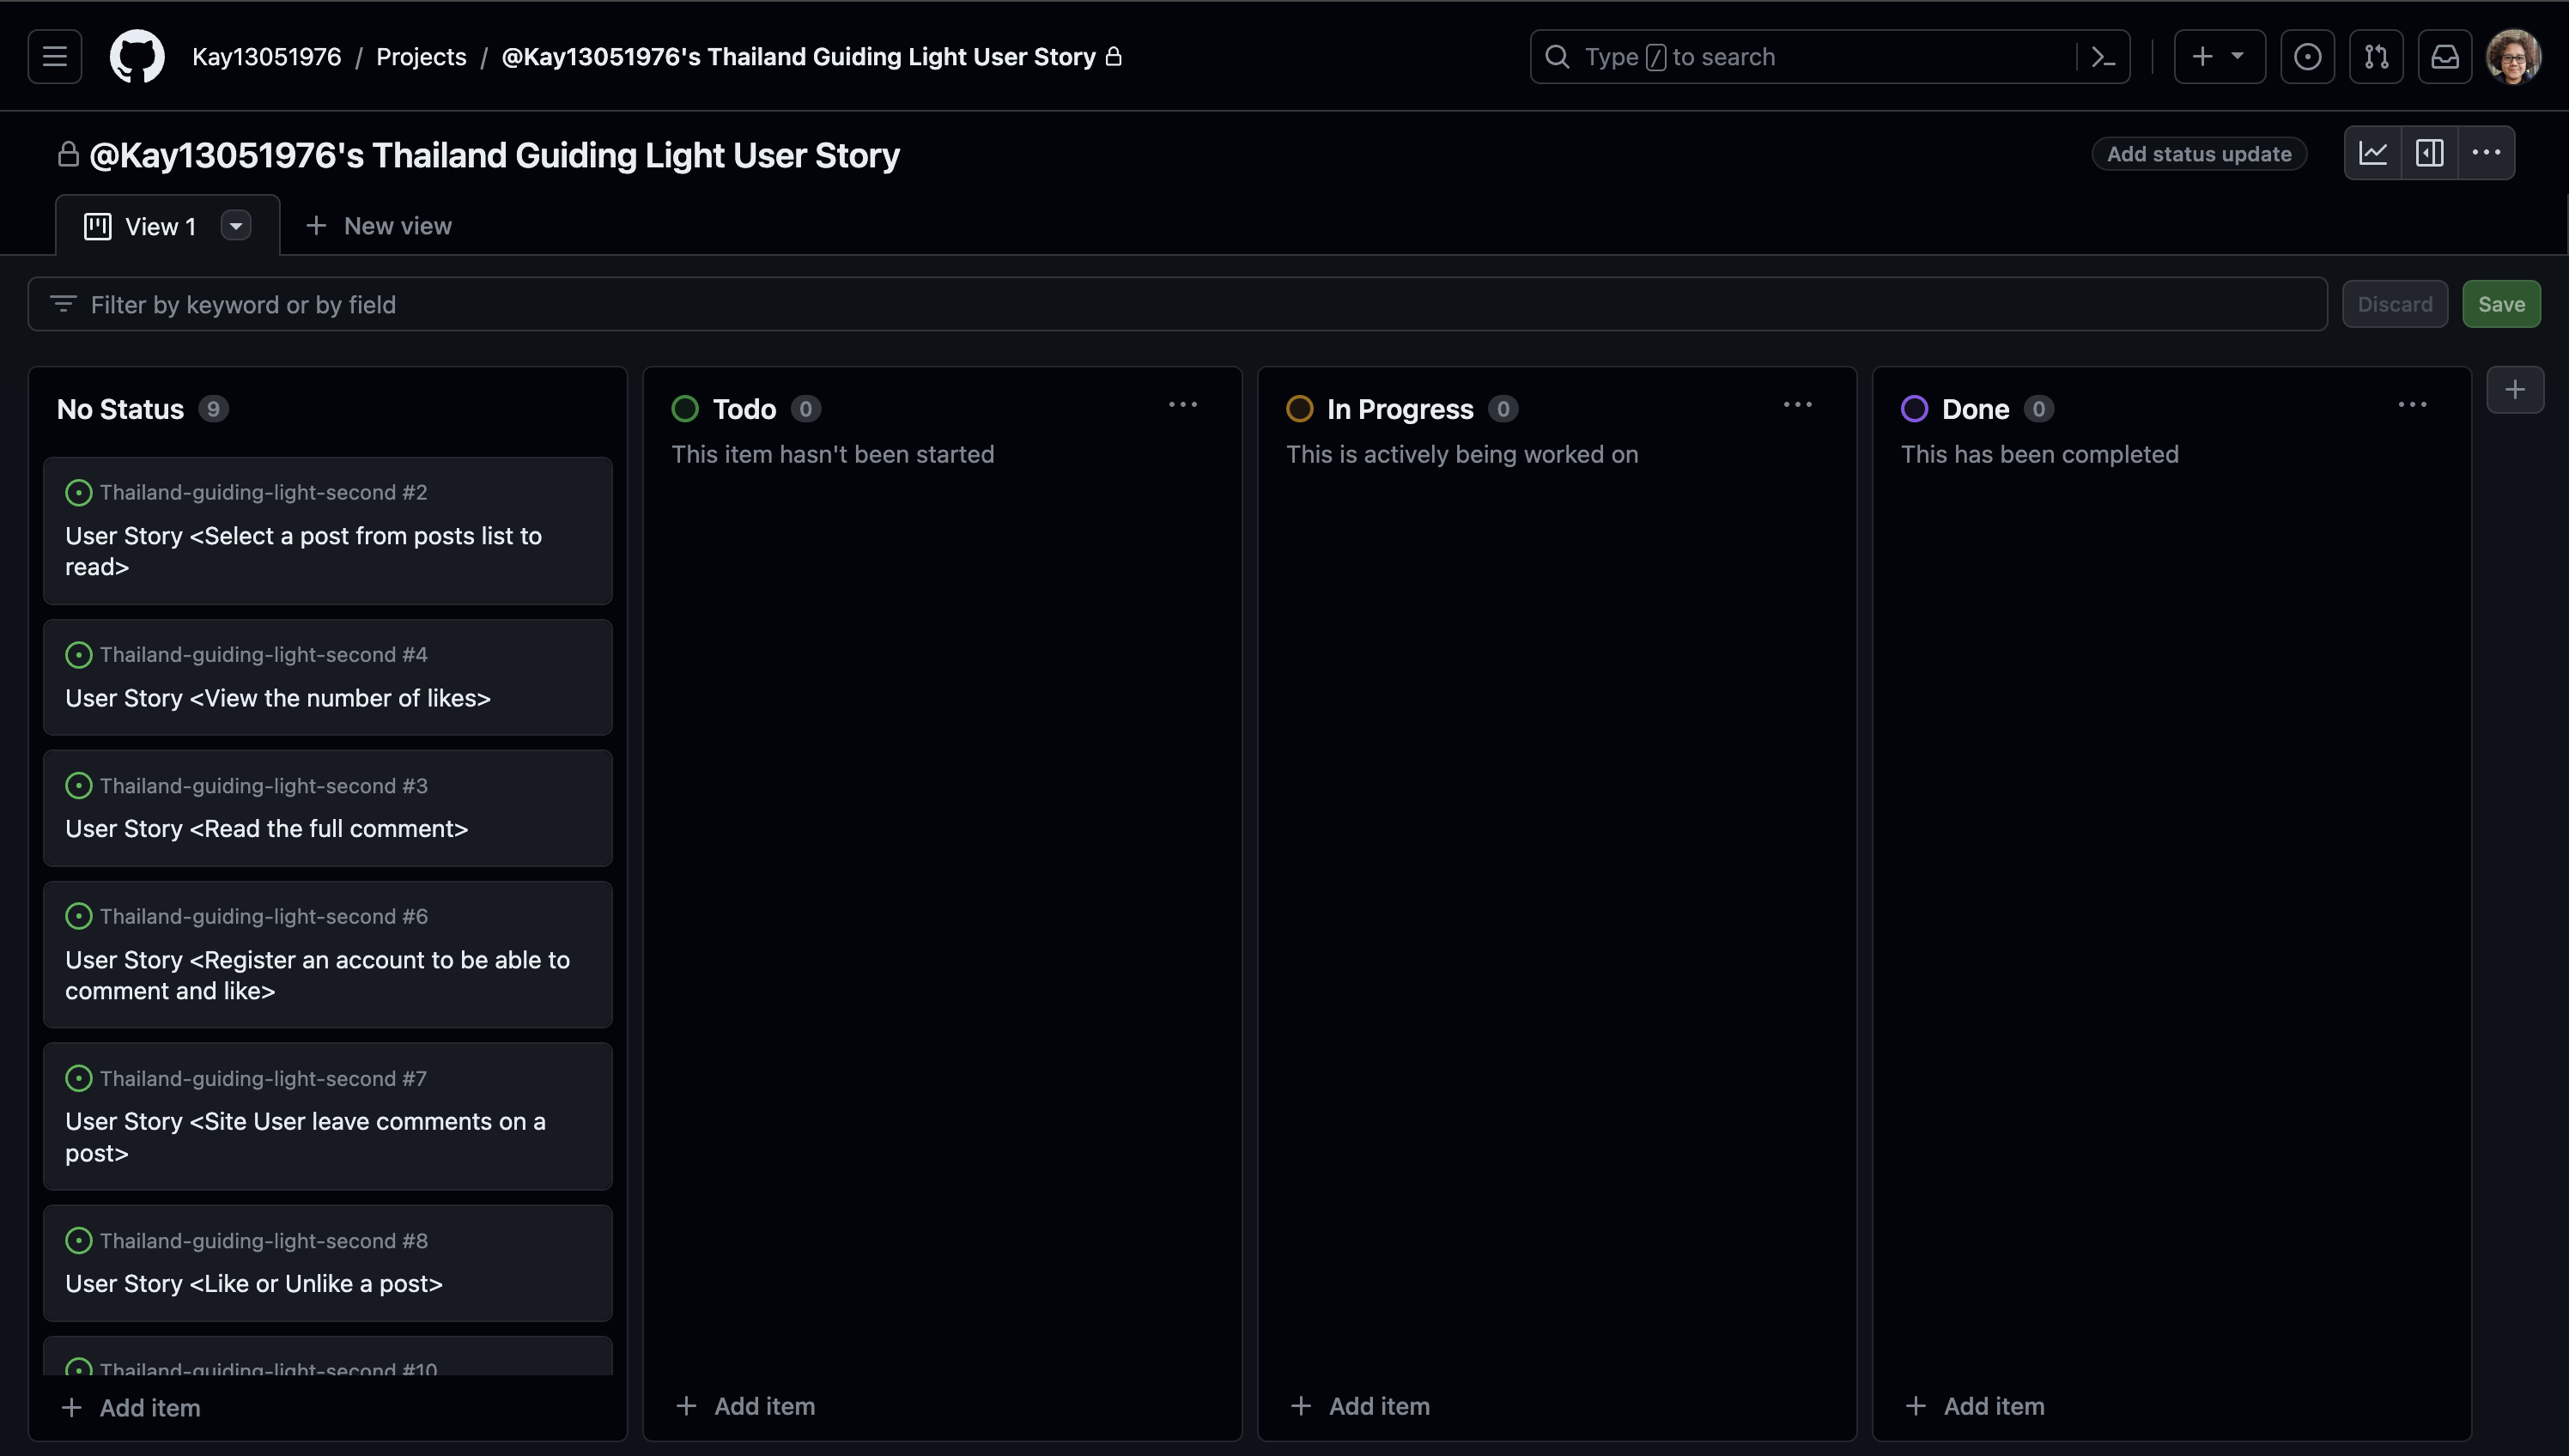 Kay13051976 / Projects / @Kay13051976's Thailand Guiding Light User Story
Type / to search
@Kay13051976's Thailand Guiding Light User Story
Add status update
View 1
New view
Filter by keyword or by field
Discard
Save
No Status 9
Thailand-guiding-light-second #2
User Story <Select a post from posts list to
read>
Thailand-guiding-light-second #4
User Story <View the number of likes>
Thailand-guiding-light-second #3
User Story <Read the full comment>
Thailand-guiding-light-second #6
User Story <Register an account to be able to
comment and like>
Thailand-guiding-light-second #7
User Story <Site User leave comments on a
post>
Thailand-guiding-light-second #8
User Story <Like or Unlike a post>
Thailand-guiding-light-second #10
Add item
Todo 0
This item hasn't been started
Add item
In Progress 0
This is actively being worked on
Add item
Done 0
This has been completed
Add item